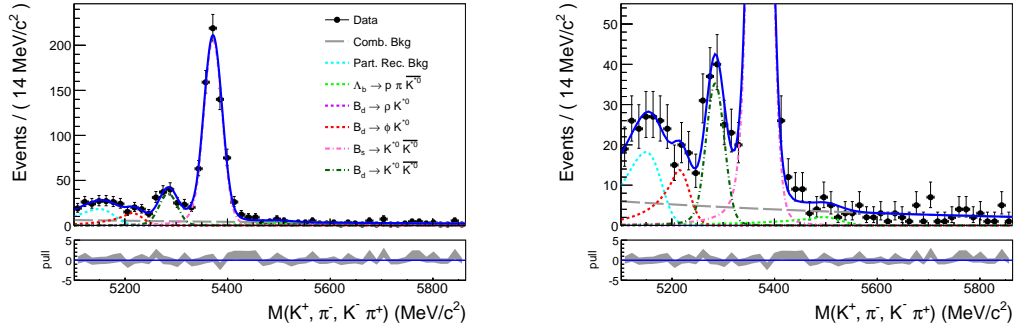 Events / ( 14 MeV/c²)
200
150
100
50
0
Data
Comb. Bkg
Part. Rec. Bkg
Λb → p π K̅*⁰
Bd → ρ K*⁰
Bd → φ K*⁰
Bs → K*⁰ K̅*⁰
Bd → K*⁰ K̅*⁰
pull
5
0
-5
5200 5400 5600 5800
M(K⁺, π⁻, K⁻ π⁺) (MeV/c²)
Events / ( 14 MeV/c²)
50
40
30
20
10
0
pull
5
0
-5
5200 5400 5600 5800
M(K⁺, π⁻, K⁻ π⁺) (MeV/c²)